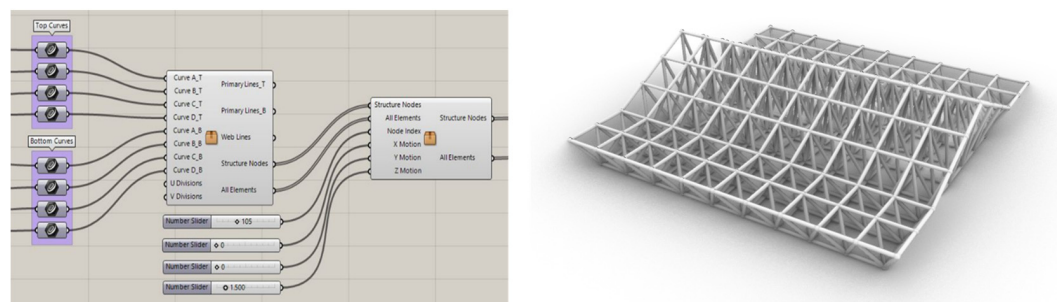 Top Curves
Curve A_T
Curve B_T
Curve C_T
Curve D_T
Curve A_B
Curve B_B
Curve C_B
Curve D_B
U Divisions
V Divisions
Primary Lines_T
Primary Lines_B
Web Lines
Structure Nodes
All Elements
Bottom Curves
Structure Nodes
All Elements
Node Index
X Motion
Y Motion
Z Motion
Structure Nodes
All Elements
Number Slider 105
Number Slider 0
Number Slider 0
Number Slider 1.500